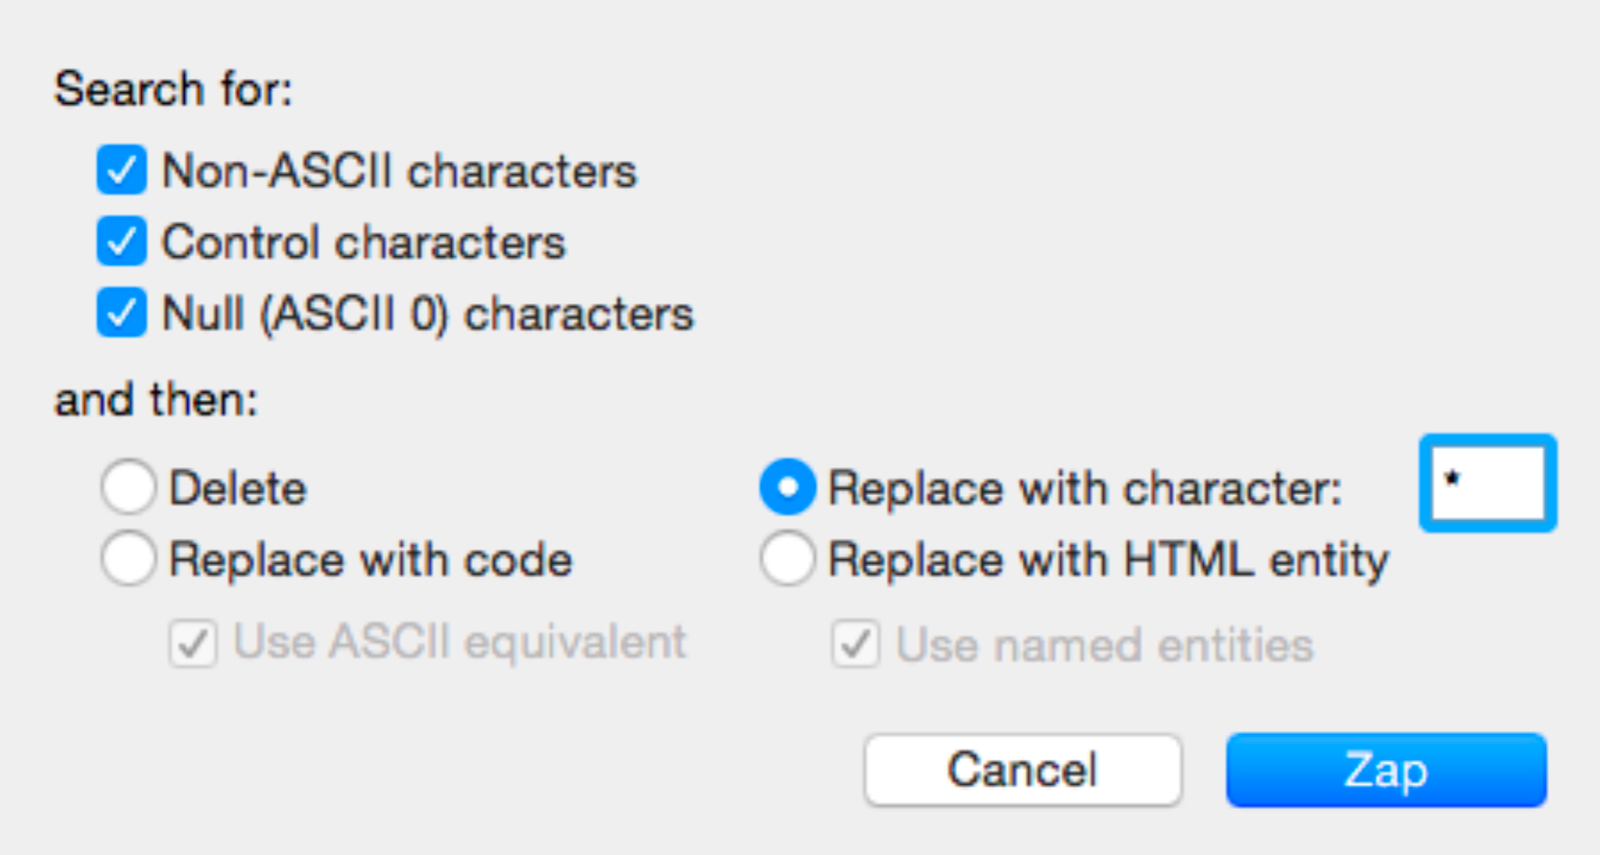 Search for:
Non-ASCII characters
Control characters
Null (ASCII 0) characters
and then:
Delete
Replace with character: *
Replace with code
Replace with HTML entity
Use ASCII equivalent
Use named entities
Cancel
Zap